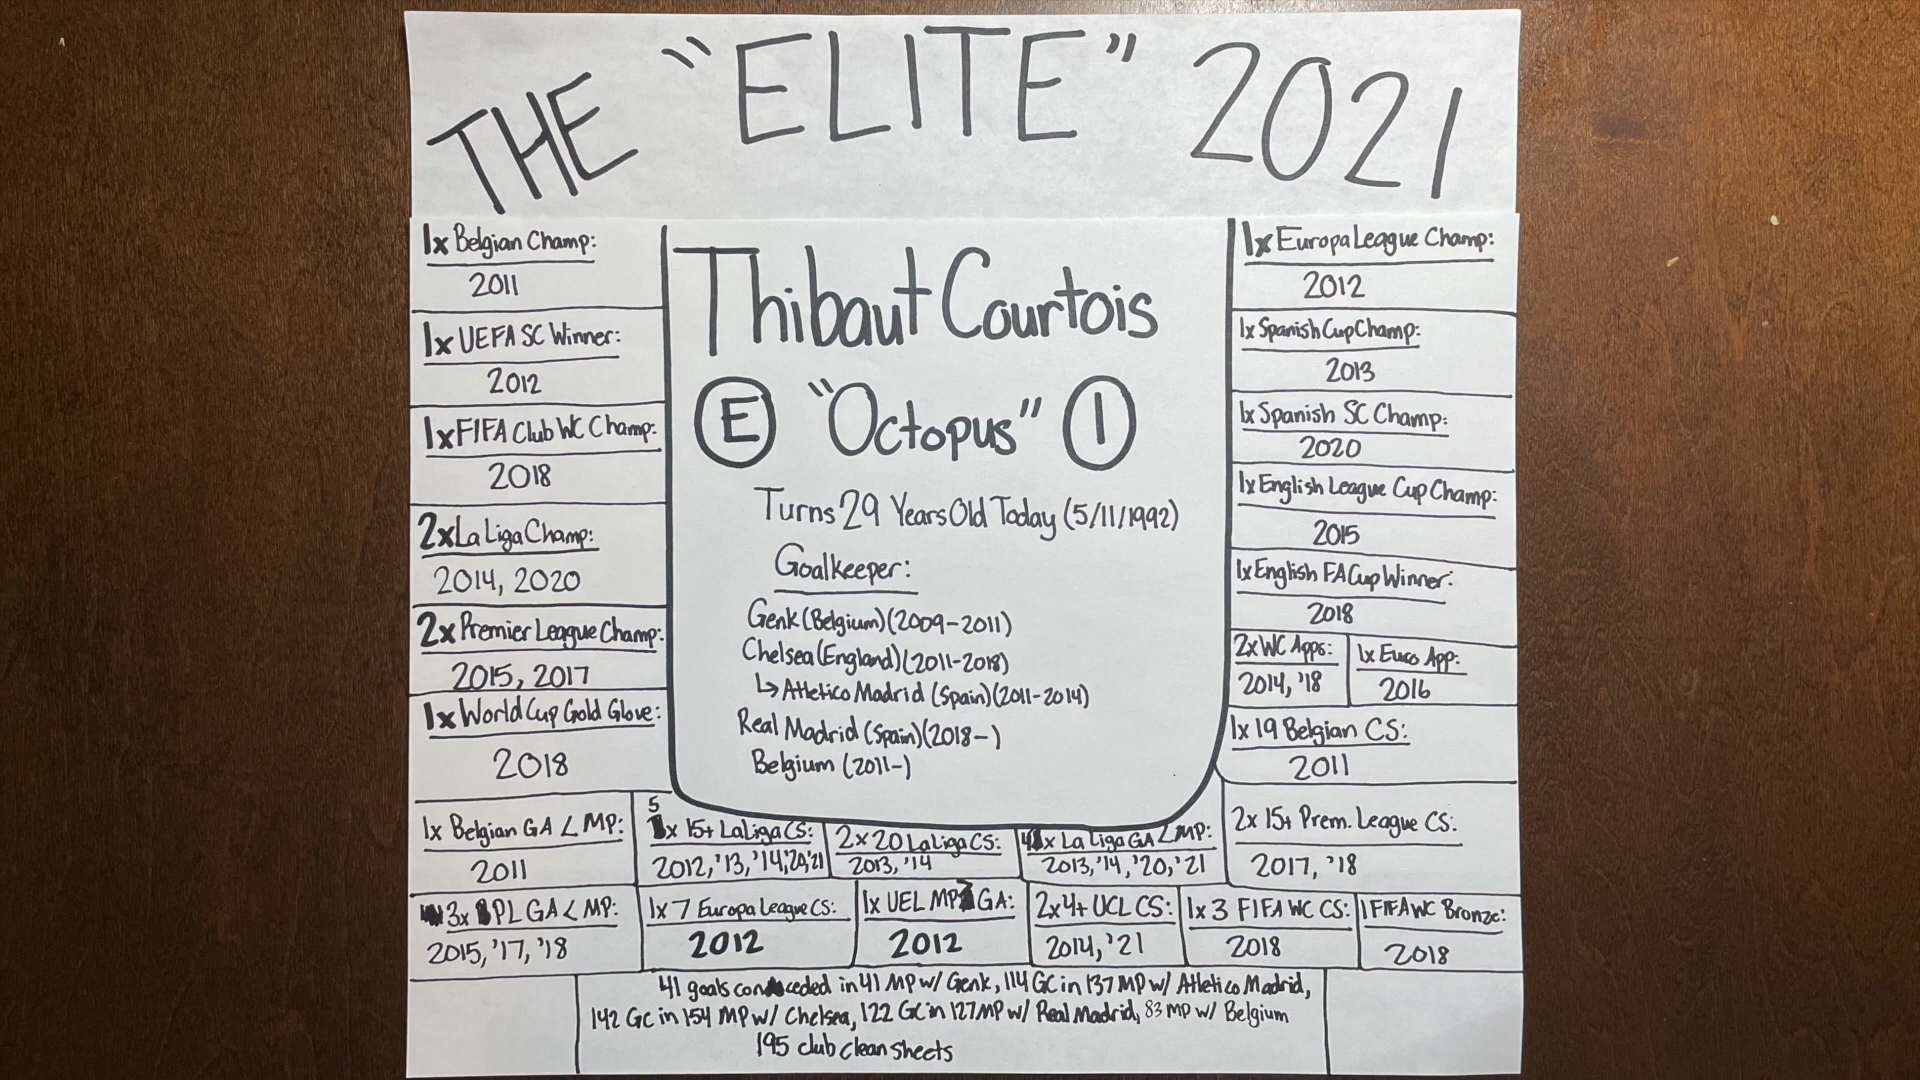 THE "ELITE" 2021
1x Belgian Champ:
2011
1x UEFA SC Winner:
2012
1x FIFA Club WC Champ:
2018
2x La Liga Champ:
2014, 2020
2x Premier League Champ:
2015, 2017
1x World Cup Gold Glove:
2018
Thibaut Courtois
E "Octopus" 1
Turns 29 Years Old Today (5/11/1992)
Goalkeeper:
Genk (Belgium) (2009-2011)
Chelsea (England) (2011-2018)
↳ Atletico Madrid (Spain) (2011-2014)
Real Madrid (Spain) (2018-)
Belgium (2011-)
1x Europa League Champ:
2012
1x Spanish Cup Champ:
2013
1x Spanish SC Champ:
2020
1x English League Cup Champ:
2015
1x English FA Cup Winner:
2018
2x WC Apps:
2014, '18
1x Euro App:
2016
1x 19 Belgian CS:
2011
1x Belgian GA < MP:
2011
5x 15+ LaLiga CS:
2012, '13, '14, '20, '21
2x 20 LaLiga CS:
2013, '14
4x La Liga GA < MP:
2013, '14, '20, '21
2x 15+ Prem. League CS:
2017, '18
3x PL GA < MP:
2015, '17, '18
1x 7 Europa League CS:
2012
1x UEL MP GA:
2012
2x 4+ UCL CS:
2014, '21
1x 3 FIFA WC CS:
2018
1 FIFA WC Bronze:
2018
41 goals conceded in 41 MP w/ Genk, 114 GC in 137 MP w/ Atletico Madrid,
142 GC in 154 MP w/ Chelsea, 122 GC in 127 MP w/ Real Madrid, 83 MP w/ Belgium
195 club clean sheets